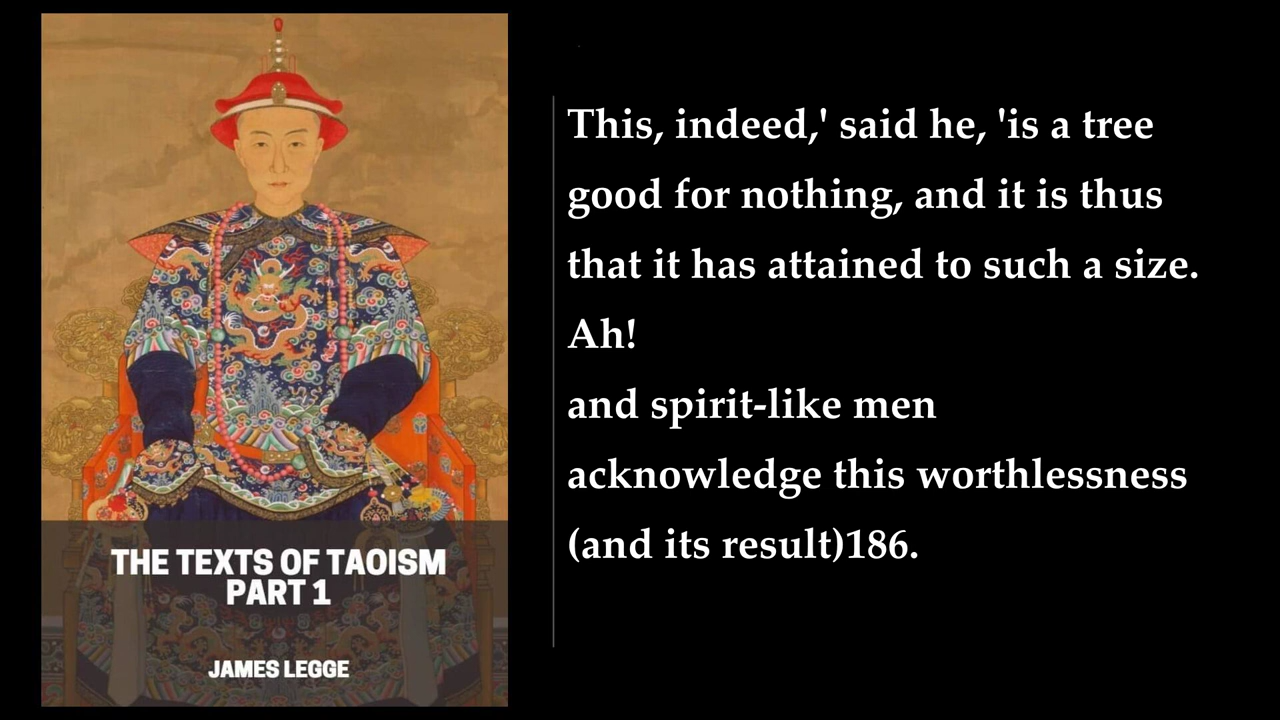 This, indeed,' said he, 'is a tree
good for nothing, and it is thus
that it has attained to such a size.
Ah!
and spirit-like men
acknowledge this worthlessness
(and its result)186.
THE TEXTS OF TAOISM
PART 1
JAMES LEGGE